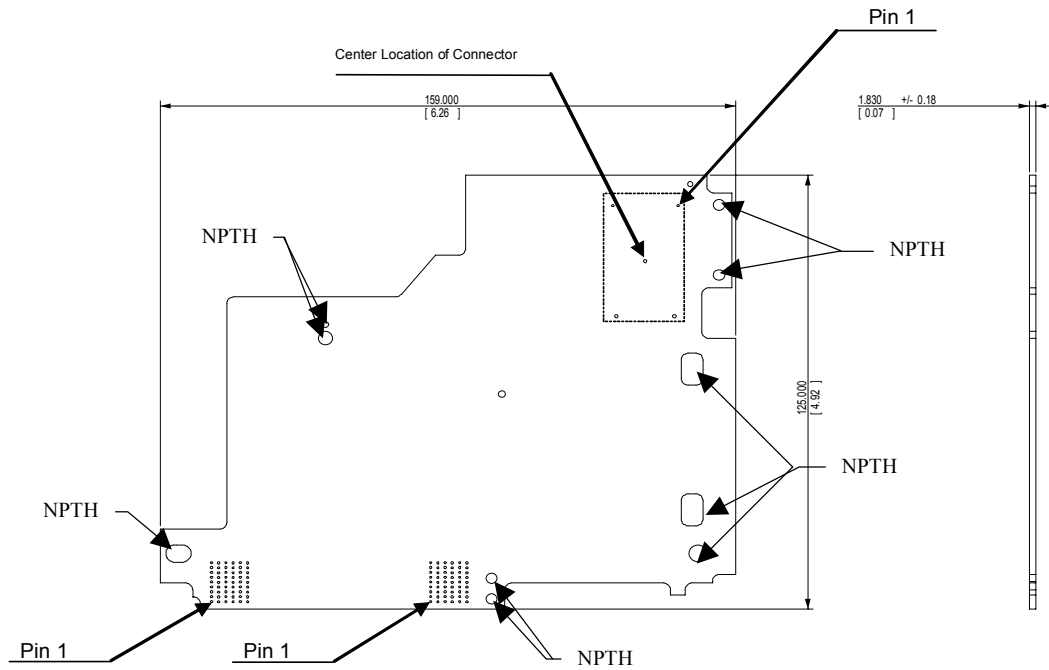 Pin 1
Center Location of Connector
159.000
[ 6.26 ]
1.830 +/- 0.18
[ 0.07 ]
NPTH
NPTH
125.000
[ 4.92 ]
NPTH
NPTH
Pin 1
Pin 1
NPTH